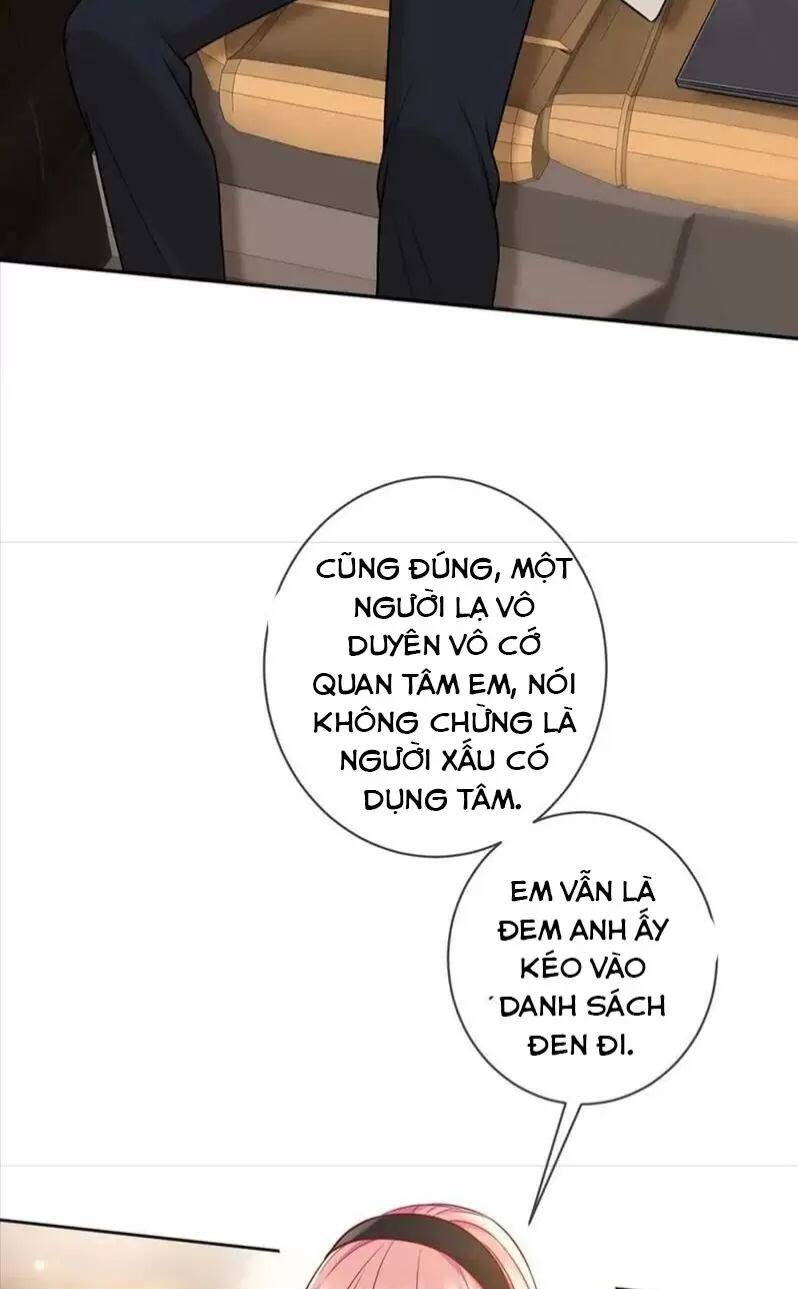 CŨNG ĐÚNG, MỘT
NGƯỜI LẠ VÔ
DUYÊN VÔ CỚ
QUAN TÂM EM, NÓI
KHÔNG CHỪNG LÀ
NGƯỜI XẤU CÓ
DỤNG TÂM.
EM VẪN LÀ
ĐEM ANH ẤY
KÉO VÀO
DANH SÁCH
ĐEN ĐI.